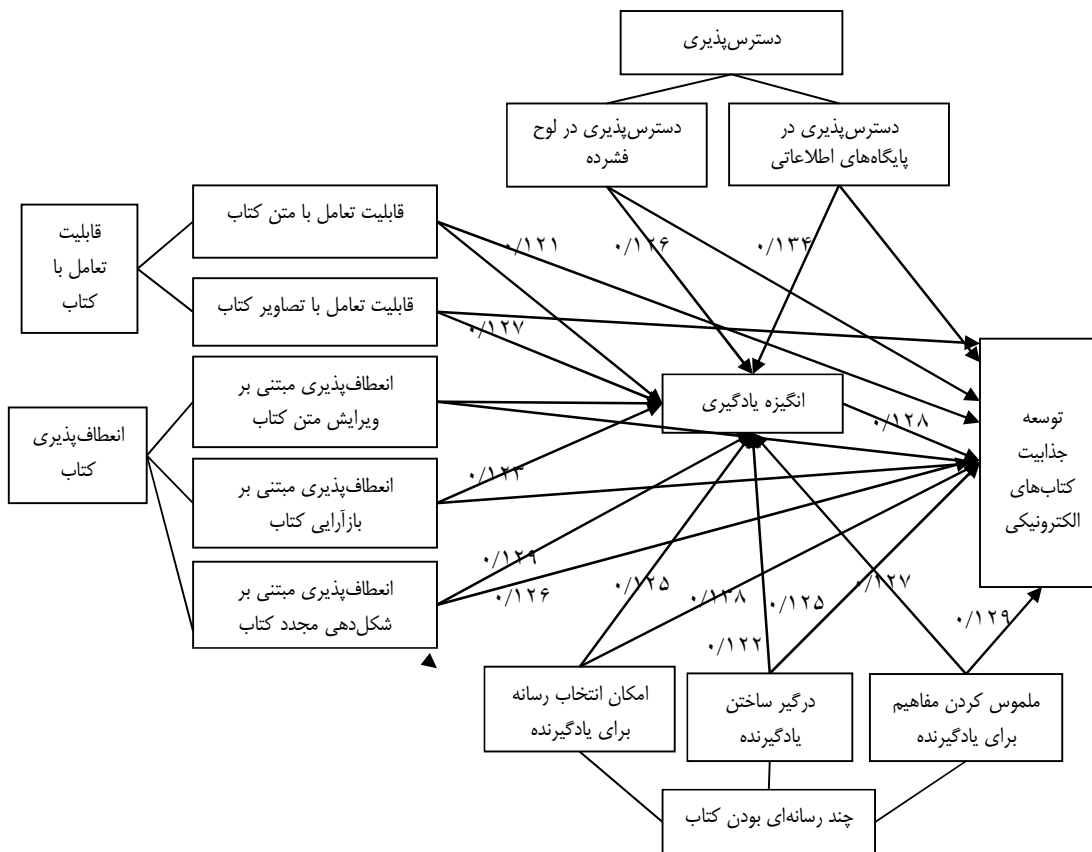 دسترس‌پذیری
دسترس‌پذیری در
پایگاه‌های اطلاعاتی
دسترس‌پذیری در لوح
فشرده
قابلیت
تعامل با
کتاب
قابلیت تعامل با متن کتاب
قابلیت تعامل با تصاویر کتاب
انعطاف‌پذیری
کتاب
انعطاف‌پذیری مبتنی بر
ویرایش متن کتاب
انعطاف‌پذیری مبتنی بر
بازآرایی کتاب
انعطاف‌پذیری مبتنی بر
شکل‌دهی مجدد کتاب
۰/۱۲۱
۰/۱۲۶
۰/۱۳۴
۰/۱۲۷
انگیزه یادگیری
۰/۱۲۸
توسعه
جذابیت
کتاب‌های
الکترونیکی
۰/۱۲۳
۰/۱۲۹
۰/۱۲۶
۰/۱۲۵
۰/۱۳۸
۰/۱۲۵
۰/۱۲۷
۰/۱۲۲
۰/۱۲۹
ملموس کردن مفاهیم
برای یادگیرنده
درگیر ساختن
یادگیرنده
امکان انتخاب رسانه
برای یادگیرنده
چند رسانه‌ای بودن کتاب